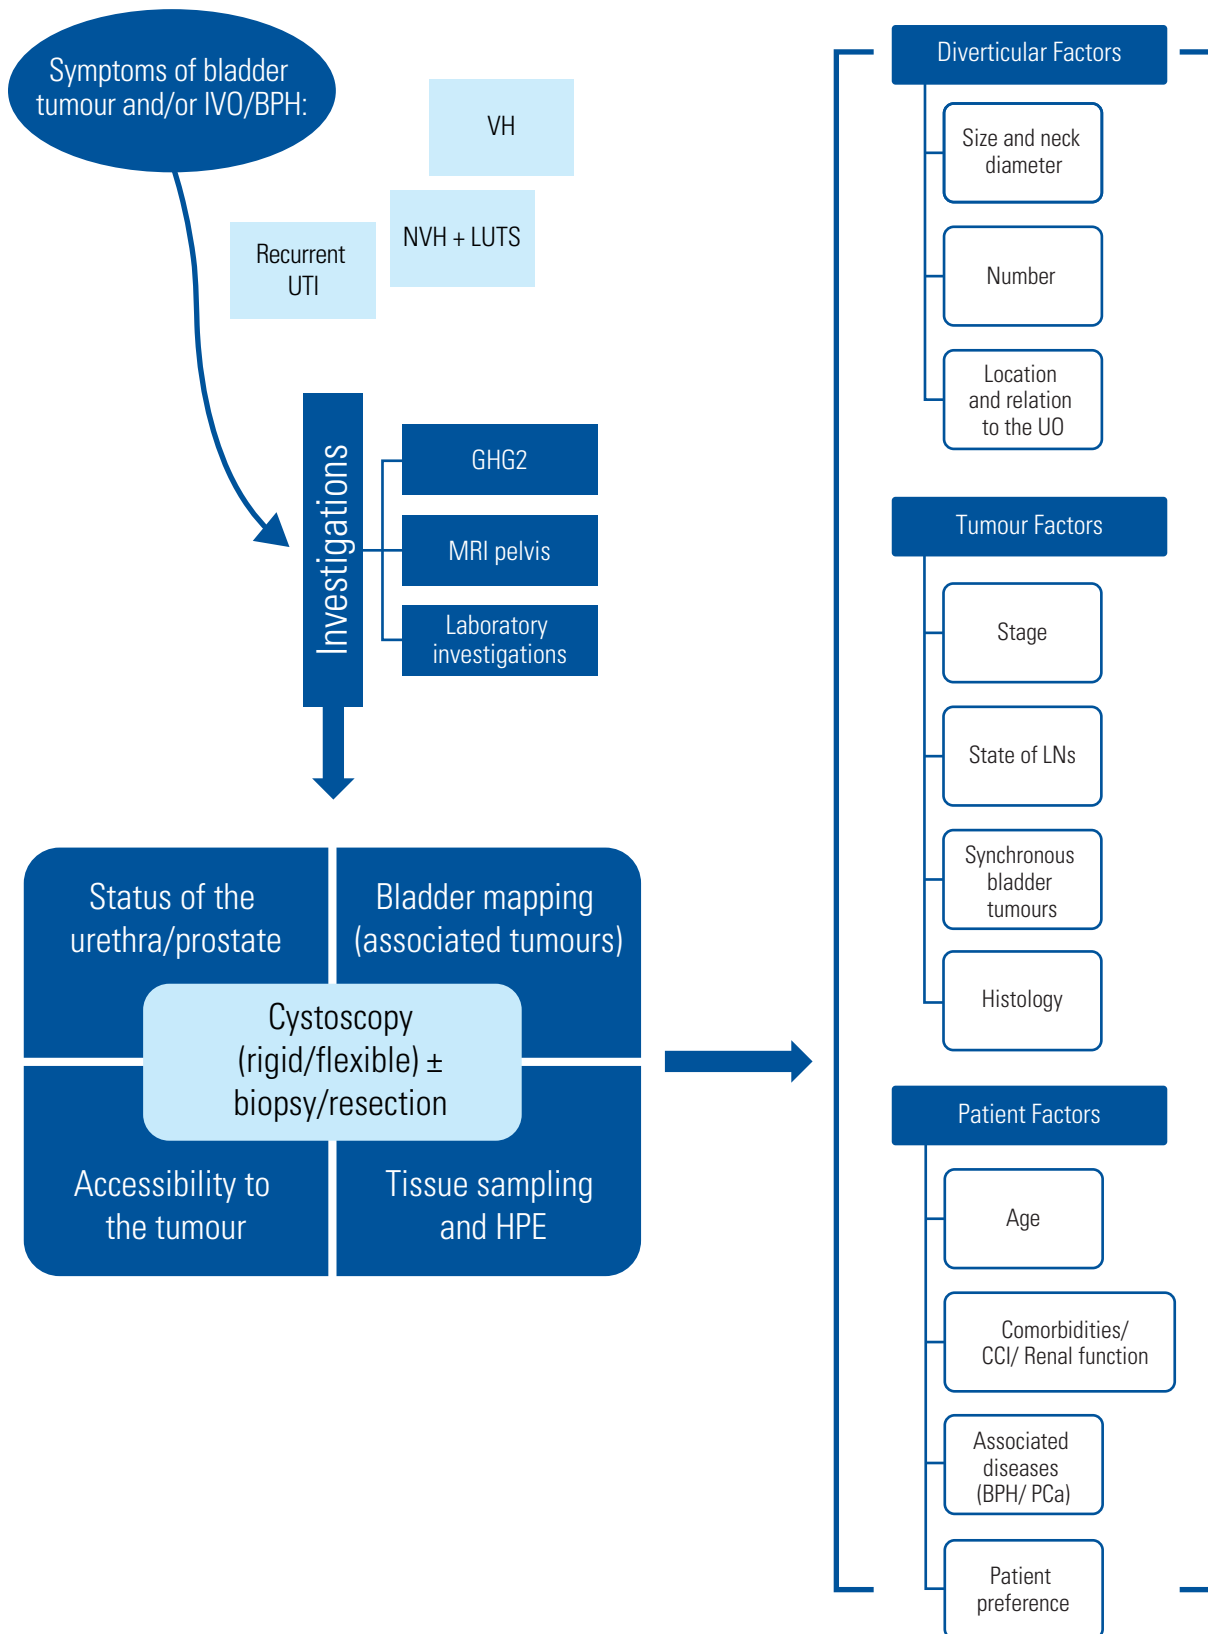 Symptoms of bladder
tumour and/or IVO/BPH:
VH
NVH + LUTS
Recurrent
UTI
Investigations
GHG2
MRI pelvis
Laboratory
investigations
Status of the
urethra/prostate
Bladder mapping
(associated tumours)
Cystoscopy
(rigid/flexible) ±
biopsy/resection
Accessibility to
the tumour
Tissue sampling
and HPE
Diverticular Factors
Size and neck
diameter
Number
Location
and relation
to the UO
Tumour Factors
Stage
State of LNs
Synchronous
bladder
tumours
Histology
Patient Factors
Age
Comorbidities/
CCI/ Renal function
Associated
diseases
(BPH/ PCa)
Patient
preference